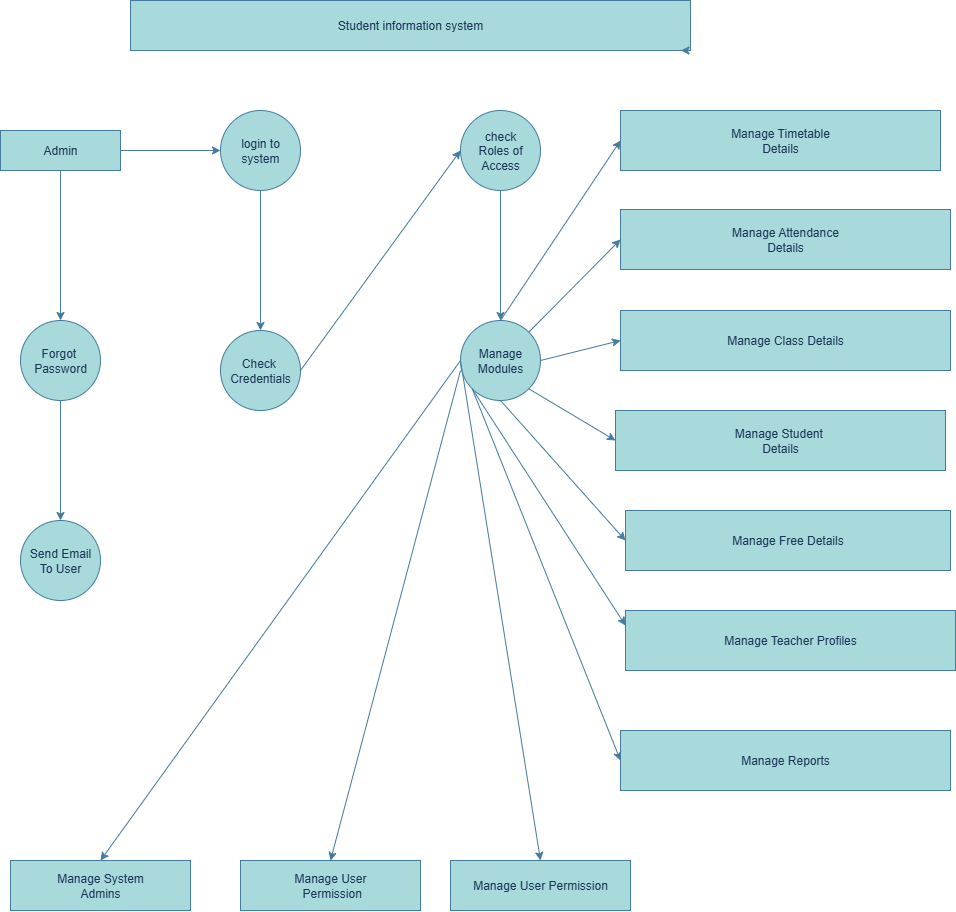 Student information system
Admin
login to
system
check
Roles of
Access
Manage Timetable
Details
Manage Attendance
Details
Forgot
Password
Check
Credentials
Manage
Modules
Manage Class Details
Manage Student
Details
Send Email
To User
Manage Free Details
Manage Teacher Profiles
Manage Reports
Manage System
Admins
Manage User
Permission
Manage User Permission